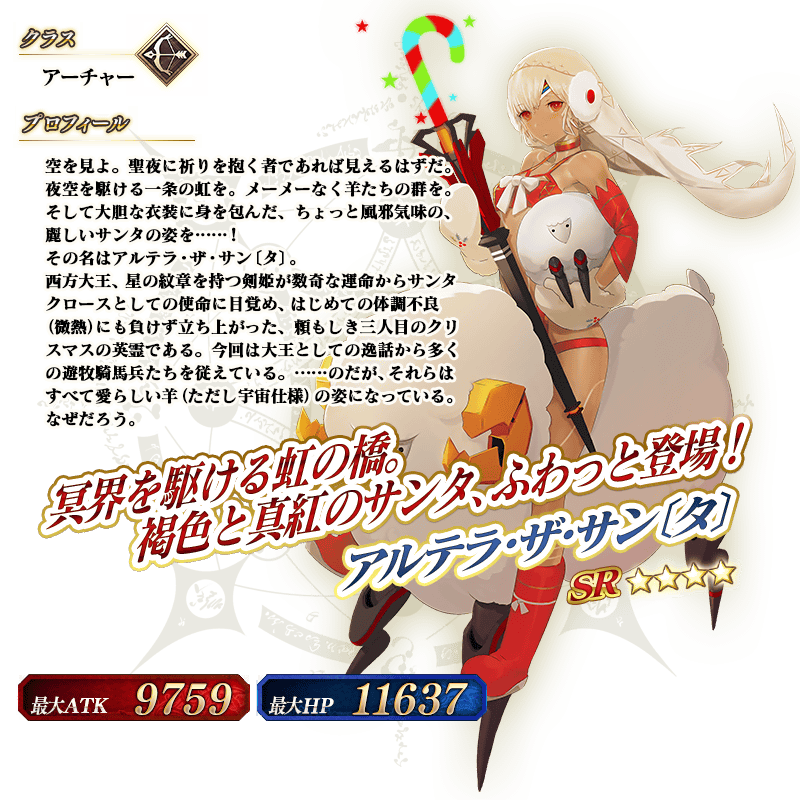 クラス
アーチャー
プロフィール
空を見よ。聖夜に祈りを抱く者であれば見えるはずだ。
夜空を駆ける一条の虹を。メーメーなく羊たちの群を。
そして大胆な衣装に身を包んだ、ちょっと風邪気味の、
麗しいサンタの姿を……！
その名はアルテラ・ザ・サン〔タ〕。
西方大王、星の紋章を持つ剣姫が数奇な運命からサンタ
クロースとしての使命に目覚め、はじめての体調不良
（微熱）にも負けず立ち上がった、頼もしき三人目のクリ
スマスの英霊である。今回は大王としての逸話から多く
の遊牧騎馬兵たちを従えている。……のだが、それらは
すべて愛らしい羊（ただし宇宙仕様）の姿になっている。
なぜだろう。
冥界を駆ける虹の橋。
褐色と真紅のサンタ、ふわっと登場！
アルテラ・ザ・サン〔タ〕
SR
最大ATK 9759
最大HP 11637